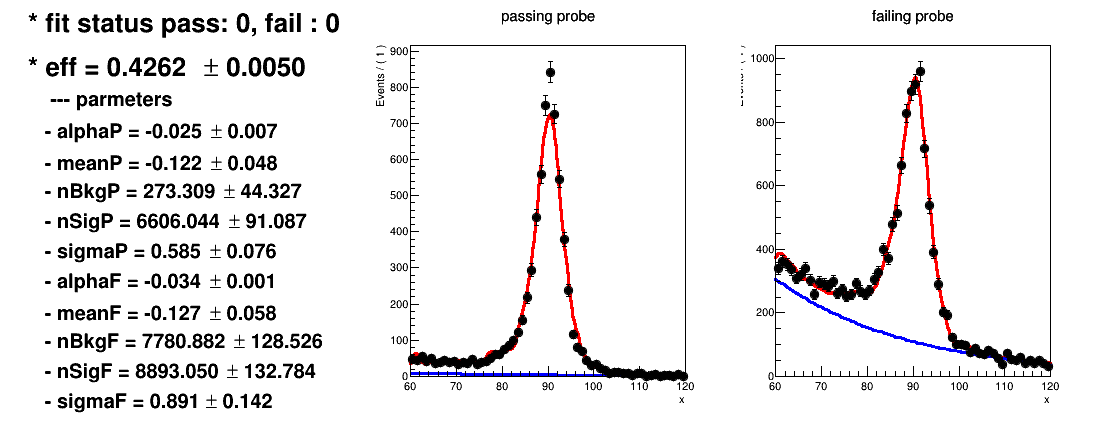 * fit status pass: 0, fail : 0
* eff = 0.4262 ± 0.0050
--- parmeters
- alphaP = -0.025 ± 0.007
- meanP = -0.122 ± 0.048
- nBkgP = 273.309 ± 44.327
- nSigP = 6606.044 ± 91.087
- sigmaP = 0.585 ± 0.076
- alphaF = -0.034 ± 0.001
- meanF = -0.127 ± 0.058
- nBkgF = 7780.882 ± 128.526
- nSigF = 8893.050 ± 132.784
- sigmaF = 0.891 ± 0.142
passing probe
Events / ( 1 )
900
800
700
600
500
400
300
200
100
0
60 70 80 90 100 110 120
x
failing probe
Events / ( 1 )
1000
800
600
400
200
0
60 70 80 90 100 110 120
x